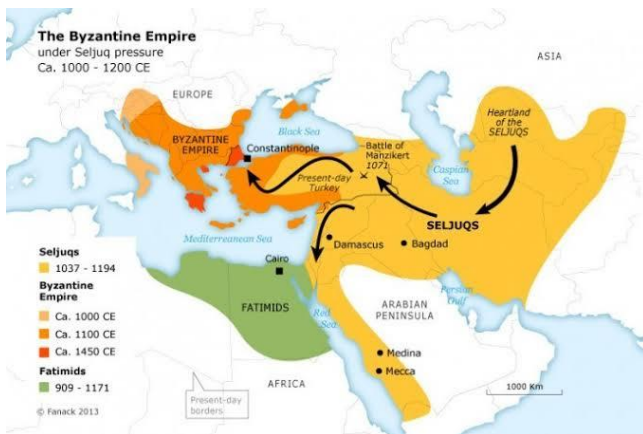 The Byzantine Empire
under Seljuq pressure
Ca. 1000 - 1200 CE
ASIA
EUROPE
Heartland
of the
SELJUQS
Black Sea
BYZANTINE
EMPIRE
Constantinople
Battle of
Manzikert
1071
Caspian
Sea
Present-day
Turkey
SELJUQS
Mediterranean Sea
Damascus
Bagdad
Cairo
FATIMIDS
Persian
Gulf
ARABIAN
PENINSULA
Red
Sea
Medina
Mecca
AFRICA
Seljuqs
1037 - 1194
Byzantine
Empire
Ca. 1000 CE
Ca. 1100 CE
Ca. 1450 CE
Fatimids
909 - 1171
Present-day
borders
1000 Km
© Fanack 2013